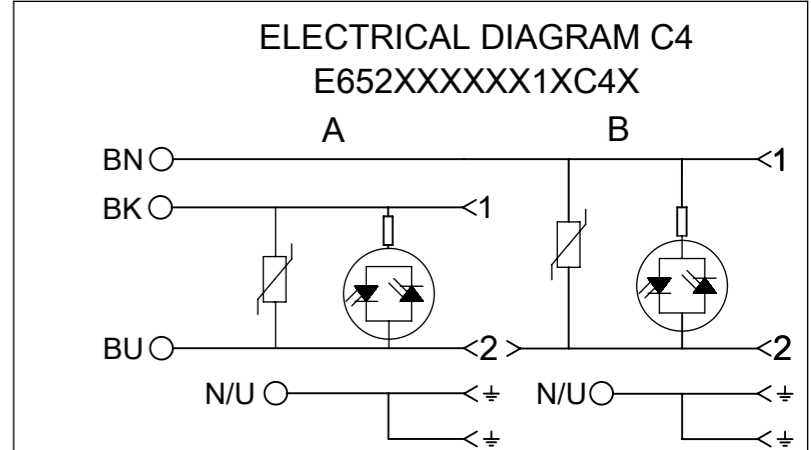 ELECTRICAL DIAGRAM C4
E652XXXXXX1XC4X
A B
BN 1
BK 1
BU 2 2
N/U N/U